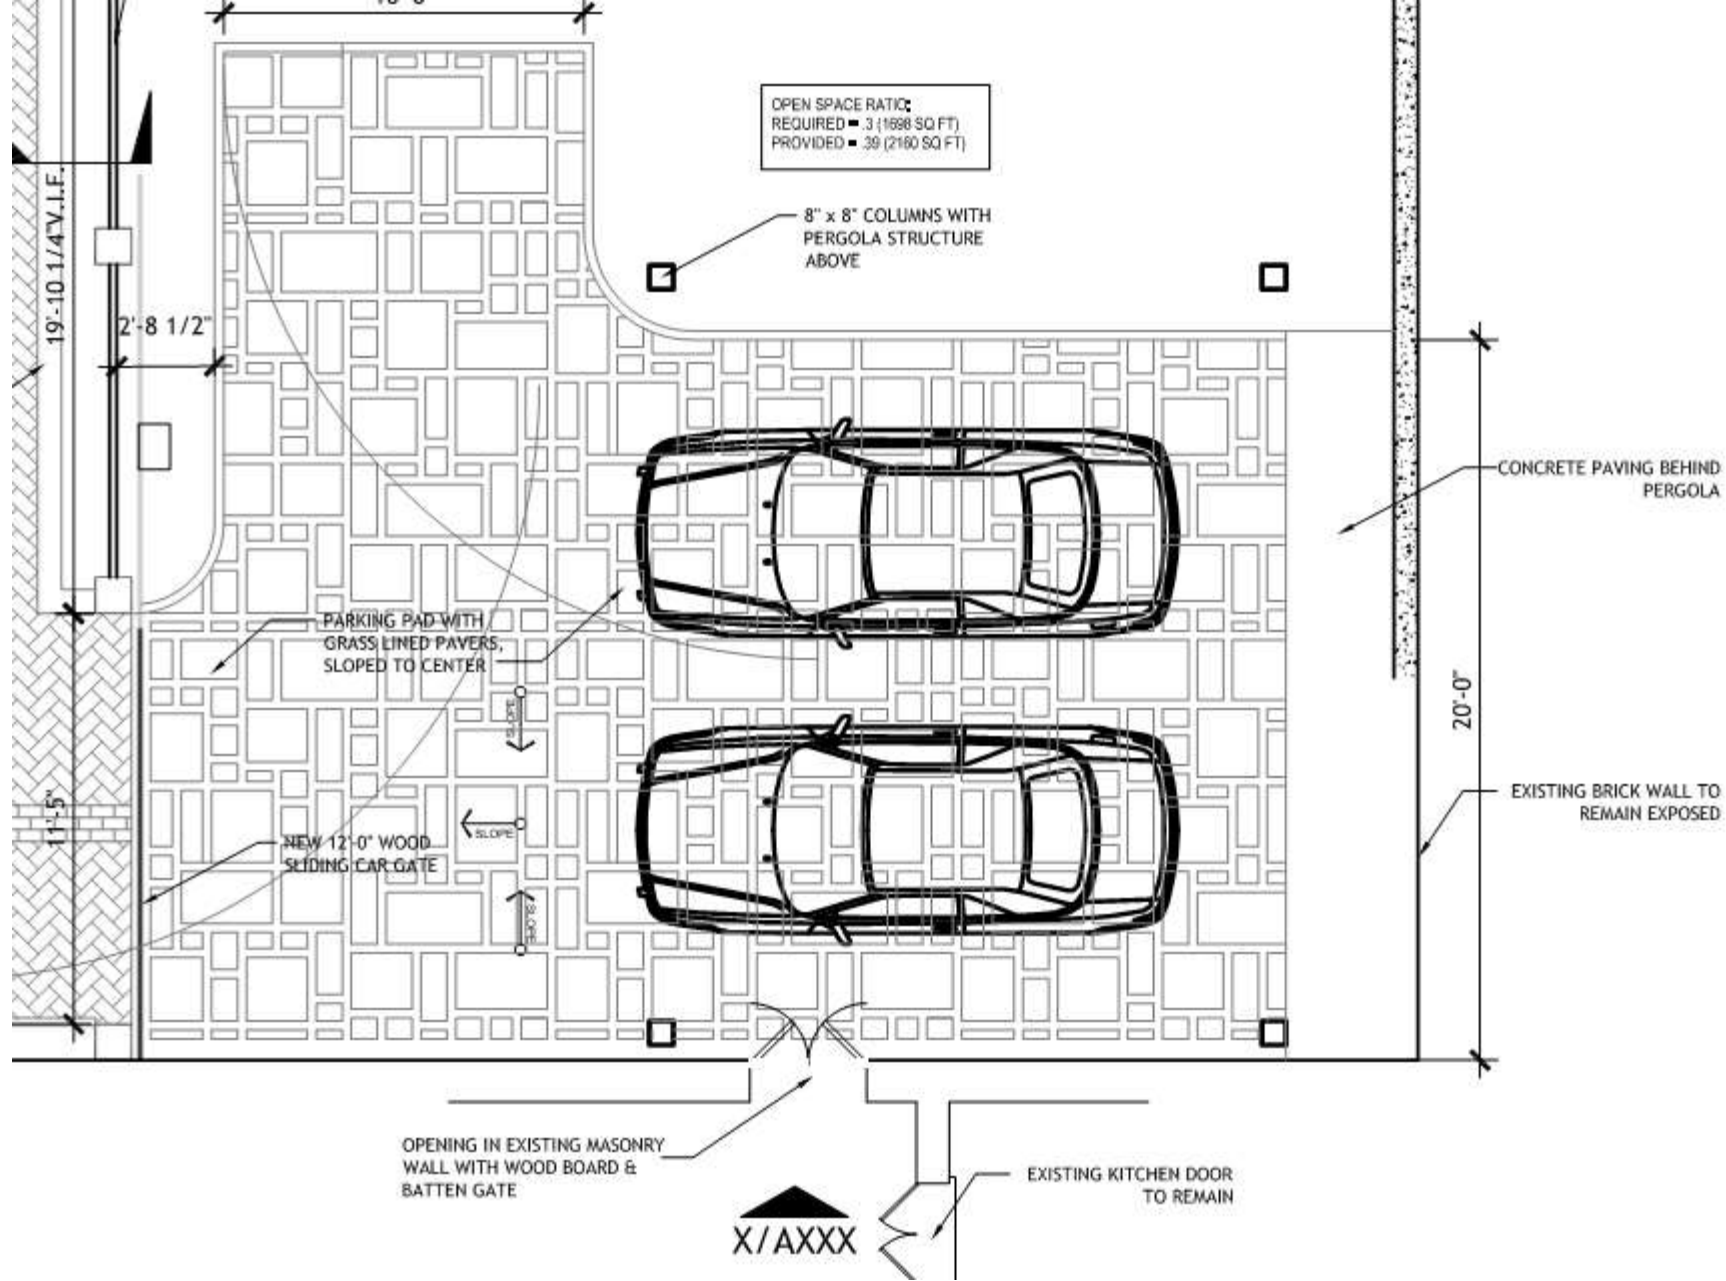 OPEN SPACE RATIO:
REQUIRED = .3 (1698 SQ FT)
PROVIDED = .39 (2160 SQ FT)
8" x 8" COLUMNS WITH
PERGOLA STRUCTURE
ABOVE
19'-10 1/4"V.I.F.
2'-8 1/2"
CONCRETE PAVING BEHIND
PERGOLA
PARKING PAD WITH
GRASS LINED PAVERS,
SLOPED TO CENTER
SLOPE
20'-0"
11'-5"
SLOPE
NEW 12'-0" WOOD
SLIDING CAR GATE
EXISTING BRICK WALL TO
REMAIN EXPOSED
SLOPE
OPENING IN EXISTING MASONRY
WALL WITH WOOD BOARD &
BATTEN GATE
EXISTING KITCHEN DOOR
TO REMAIN
X/AXXX